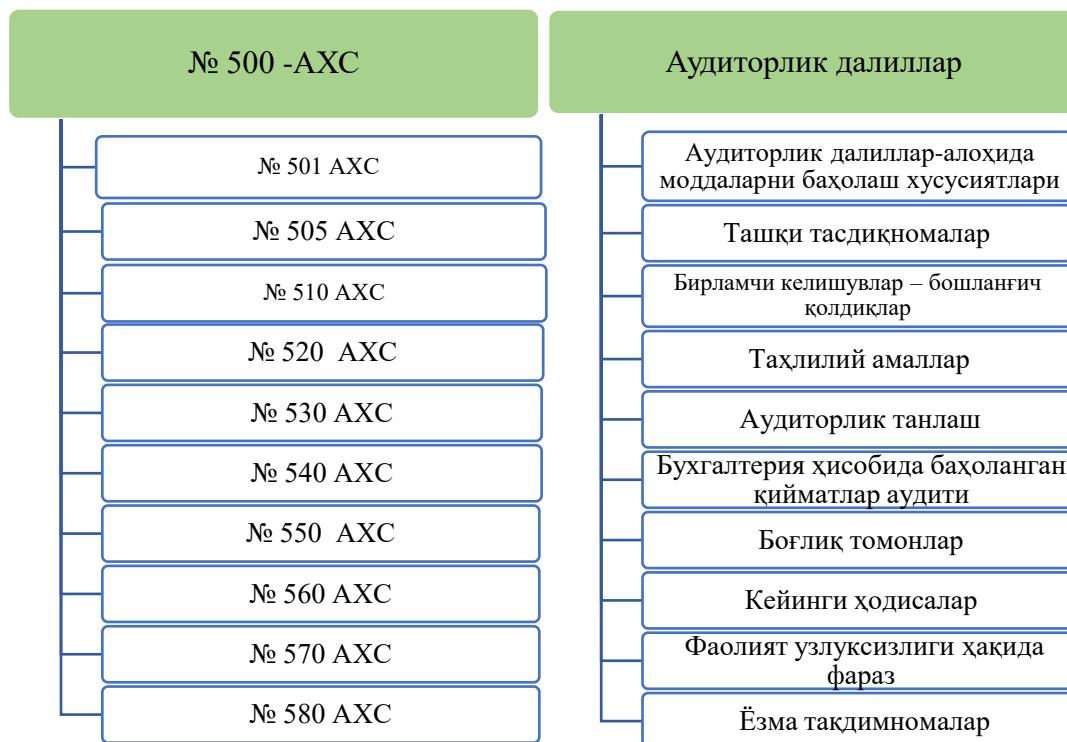 № 500 -АХС
№ 501 АХС
№ 505 АХС
№ 510 АХС
№ 520 АХС
№ 530 АХС
№ 540 АХС
№ 550 АХС
№ 560 АХС
№ 570 АХС
№ 580 АХС
Аудиторлик далиллар
Аудиторлик далиллар-алоҳида
моддаларни баҳолаш хусусиятлари
Ташқи тасдиқномалар
Бирламчи келишувлар – бошланғич
қолдиқлар
Таҳлилий амаллар
Аудиторлик танлаш
Бухгалтерия ҳисобида баҳоланган
қийматлар аудити
Боғлиқ томонлар
Кейинги ҳодисалар
Фаолият узлуксизлиги ҳақида
фараз
Ёзма тақдимномалар